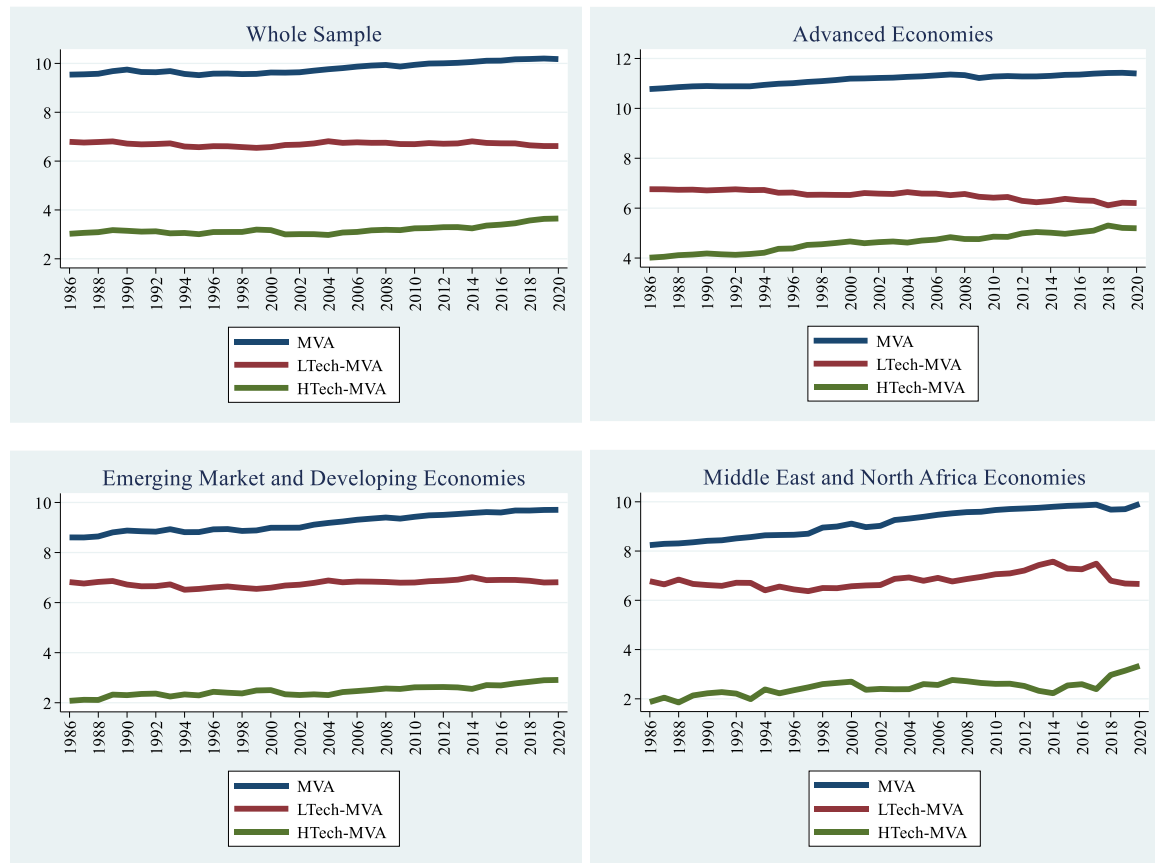 Whole Sample
10
8
6
4
2
1986 1988 1990 1992 1994 1996 1998 2000 2002 2004 2006 2008 2010 2012 2014 2016 2018 2020
MVA
LTech-MVA
HTech-MVA
Advanced Economies
12
10
8
6
4
1986 1988 1990 1992 1994 1996 1998 2000 2002 2004 2006 2008 2010 2012 2014 2016 2018 2020
MVA
LTech-MVA
HTech-MVA
Emerging Market and Developing Economies
10
8
6
4
2
1986 1988 1990 1992 1994 1996 1998 2000 2002 2004 2006 2008 2010 2012 2014 2016 2018 2020
MVA
LTech-MVA
HTech-MVA
Middle East and North Africa Economies
10
8
6
4
2
1986 1988 1990 1992 1994 1996 1998 2000 2002 2004 2006 2008 2010 2012 2014 2016 2018 2020
MVA
LTech-MVA
HTech-MVA